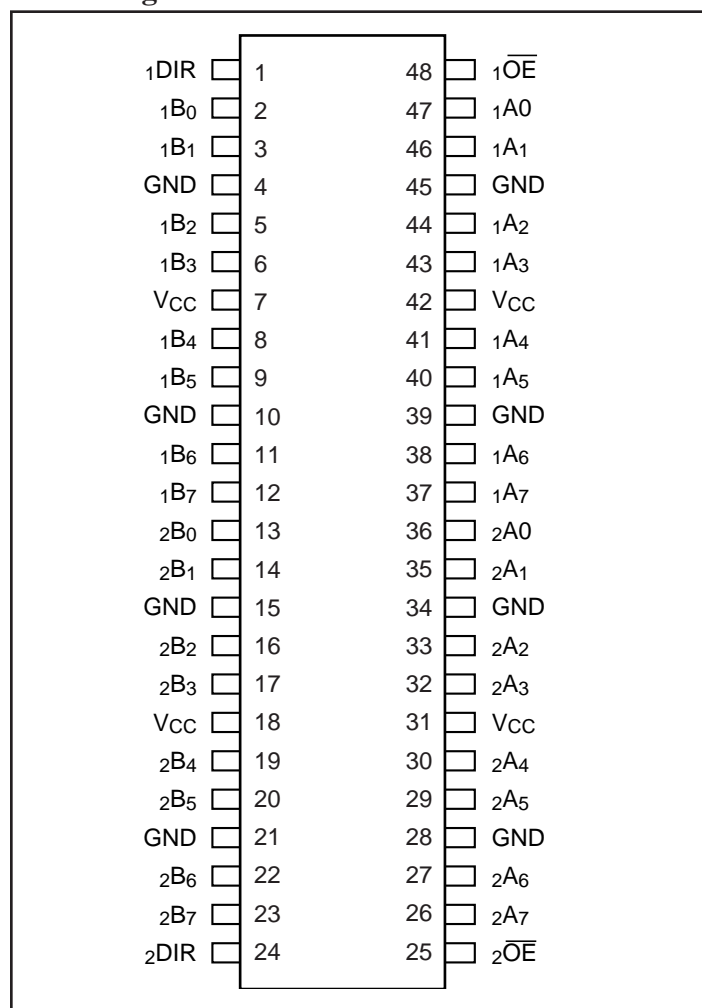 ₁DIR 1 48 ₁O̅E̅
₁B₀ 2 47 ₁A0
₁B₁ 3 46 ₁A₁
GND 4 45 GND
₁B₂ 5 44 ₁A₂
₁B₃ 6 43 ₁A₃
VCC 7 42 VCC
₁B₄ 8 41 ₁A₄
₁B₅ 9 40 ₁A₅
GND 10 39 GND
₁B₆ 11 38 ₁A₆
₁B₇ 12 37 ₁A₇
₂B₀ 13 36 ₂A0
₂B₁ 14 35 ₂A₁
GND 15 34 GND
₂B₂ 16 33 ₂A₂
₂B₃ 17 32 ₂A₃
VCC 18 31 VCC
₂B₄ 19 30 ₂A₄
₂B₅ 20 29 ₂A₅
GND 21 28 GND
₂B₆ 22 27 ₂A₆
₂B₇ 23 26 ₂A₇
₂DIR 24 25 ₂O̅E̅